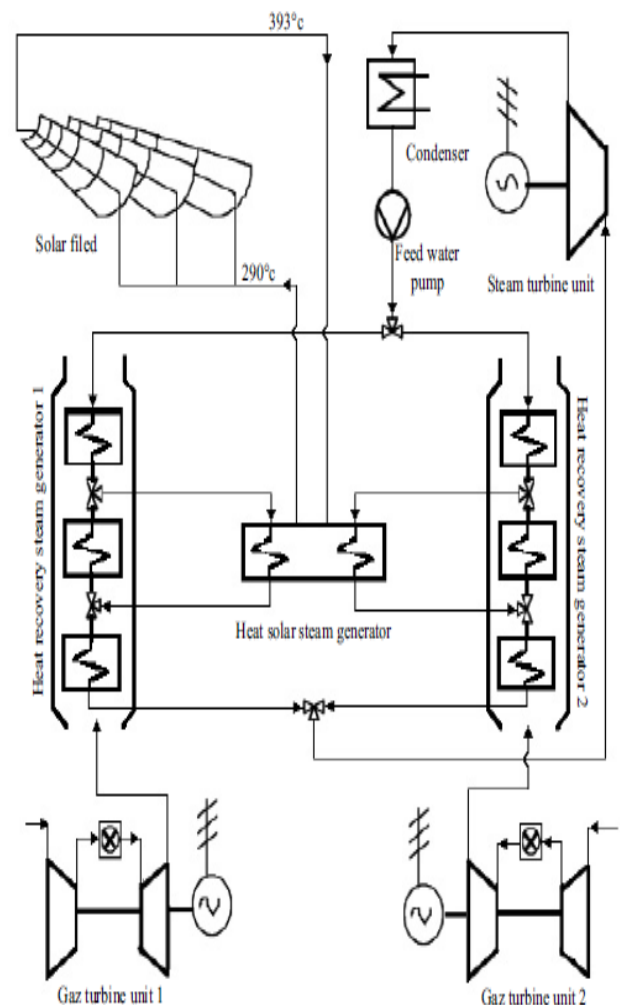 393°c
Condenser
Solar filed
290°c
Feed water
pump
Steam turbine unit
Heat recovery steam generator 1
Heat recovery steam generator 2
Heat solar steam generator
Gaz turbine unit 1
Gaz turbine unit 2